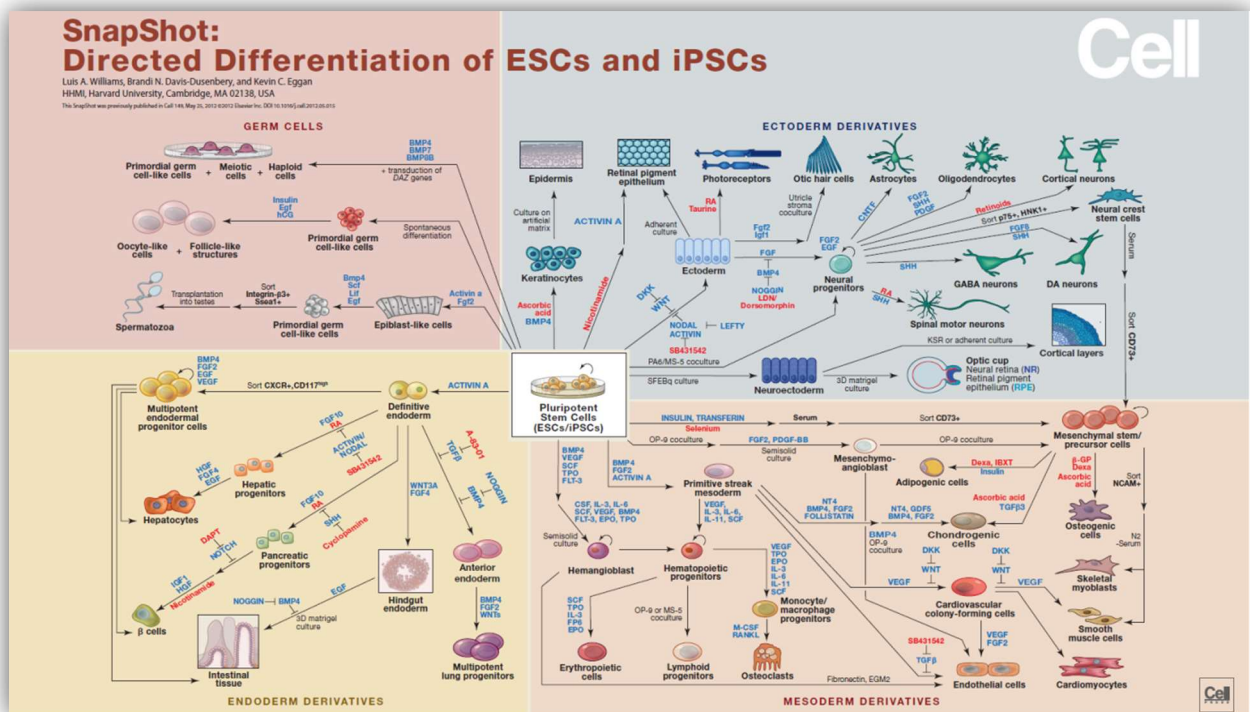 SnapShot:
Directed Differentiation of ESCs and iPSCs
Cell
Luis A. Williams, Brandi N. Davis-Dusenbery, and Kevin C. Eggan
HHMI, Harvard University, Cambridge, MA 02138, USA
GERM CELLS
Primordial germ
cell-like cells
+
Meiotic
cells
+
Haploid
cells
BMP4
BMP7
BMP8B
+ transduction of
DAZ genes
Oocyte-like
cells
+
Follicle-like
structures
Insulin
Egf
hCG
Primordial germ
cell-like cells
Spontaneous
differentiation
Spermatozoa
Transplantation
into testes
Sort
Integrin-β3+
Ssea1+
Primordial germ
cell-like cells
Bmp4
Scf
Lif
Egf
Epiblast-like cells
Activin a
Fgf2
ECTODERM DERIVATIVES
Epidermis
Retinal pigment
epithelium
Photoreceptors
Otic hair cells
Astrocytes
Oligodendrocytes
Cortical neurons
Culture on
artificial
matrix
ACTIVIN A
Adherent
culture
RA
Taurine
Utricle
stroma
coculture
CNTF
FGF2
SHH
PDGF
Retinoids
Sort p75+, HNK1+
Neural crest
stem cells
Keratinocytes
Ectoderm
Fgf2
Igf1
FGF
BMP4
NOGGIN
LDN/
Dorsomorphin
FGF2
EGF
Neural
progenitors
FGF8
SHH
SHH
GABA neurons
DA neurons
Serum
Ascorbic
acid
BMP4
Nicotinamide
DKK
WNT
NODAL
ACTIVIN
LEFTY
SB431542
RA
SHH
Spinal motor neurons
Cortical layers
Sort CD73+
PA6/MS-5 coculture
SFEBq culture
Neuroectoderm
KSR or adherent culture
3D matrigel
culture
Optic cup
Neural retina (NR)
Retinal pigment
epithelium (RPE)
Pluripotent
Stem Cells
(ESCs/iPSCs)
BMP4
FGF2
EGF
VEGF
Sort CXCR+,CD117high
ACTIVIN A
Multipotent
endodermal
progenitor cells
Definitive
endoderm
FGF10
RA
ACTIVIN/
NODAL
SB431542
A-83-01
TGFβ
NOGGIN
BMP4
HGF
FGF4
EGF
Hepatic
progenitors
Hepatocytes
FGF10
RA
SHH
Cyclopamine
WNT3A
FGF4
DAPT
NOTCH
Pancreatic
progenitors
IGF1
HGF
Nicotinamide
β cells
Hindgut
endoderm
Anterior
endoderm
NOGGIN
BMP4
EGF
3D matrigel
culture
BMP4
FGF2
WNTs
Intestinal
tissue
Multipotent
lung progenitors
ENDODERM DERIVATIVES
INSULIN, TRANSFERIN
Selenium
Serum
Sort CD73+
OP-9 coculture
FGF2, PDGF-BB
Semisolid
culture
Mesenchymo-
angioblast
OP-9 coculture
Mesenchymal stem/
precursor cells
BMP4
VEGF
SCF
TPO
FLT-3
BMP4
FGF2
ACTIVIN A
Primitive streak
mesoderm
Adipogenic cells
Dexa, IBXT
Insulin
β-GP
Dexa
Ascorbic
acid
Sort
NCAM+
CSF, IL-3, IL-6
SCF, VEGF, BMP4
FLT-3, EPO, TPO
VEGF,
IL-3, IL-6,
IL-11, SCF
NT4
BMP4, FGF2
FOLLISTATIN
NT4, GDF5
BMP4, FGF2
Ascorbic acid
TGFβ3
Chondrogenic
cells
Osteogenic
cells
Semisolid
culture
Hemangioblast
Hematopoietic
progenitors
VEGF
TPO
EPO
IL-3
IL-6
IL-11
SCF
BMP4
OP-9
coculture
DKK
WNT
DKK
WNT
N2
-Serum
Skeletal
myoblasts
VEGF
VEGF
Cardiovascular
colony-forming cells
SCF
TPO
IL-3
FP6
EPO
OP-9 or MS-5
coculture
Monocyte/
macrophage
progenitors
M-CSF
RANKL
Smooth
muscle cells
SB431542
TGFβ
VEGF
FGF2
Erythropoietic
cells
Lymphoid
progenitors
Osteoclasts
Fibronectin, EGM2
Endothelial cells
Cardiomyocytes
MESODERM DERIVATIVES
Cell